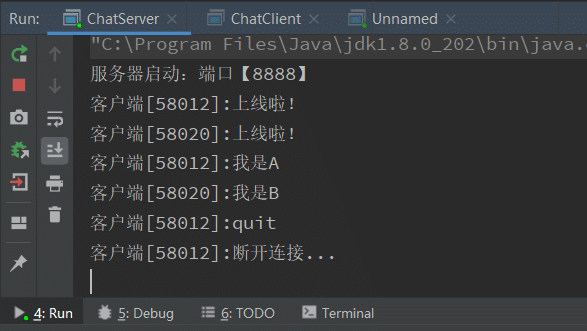 Run: ChatServer × ChatClient × Unnamed ×
"C:\Program Files\Java\jdk1.8.0_202\bin\java.
服务器启动：端口【8888】
客户端[58012]:上线啦！
客户端[58020]:上线啦！
客户端[58012]:我是A
客户端[58020]:我是B
客户端[58012]:quit
客户端[58012]:断开连接...
4: Run 5: Debug 6: TODO Terminal